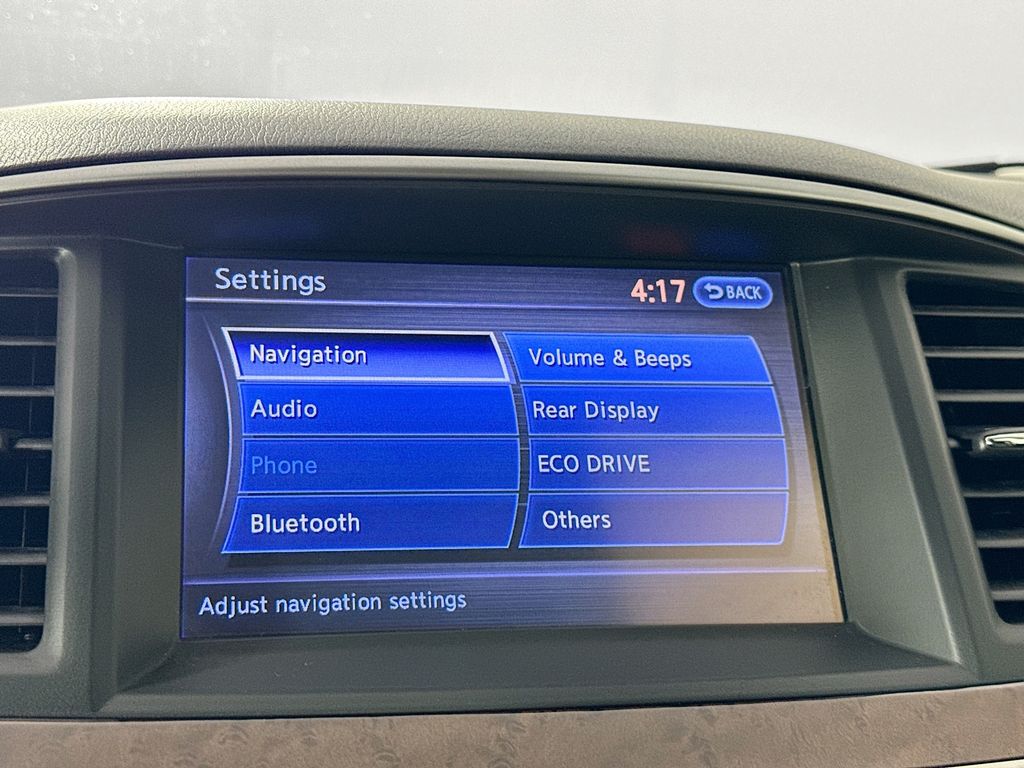 Settings
4:17 BACK
Navigation
Volume & Beeps
Audio
Rear Display
Phone
ECO DRIVE
Bluetooth
Others
Adjust navigation settings